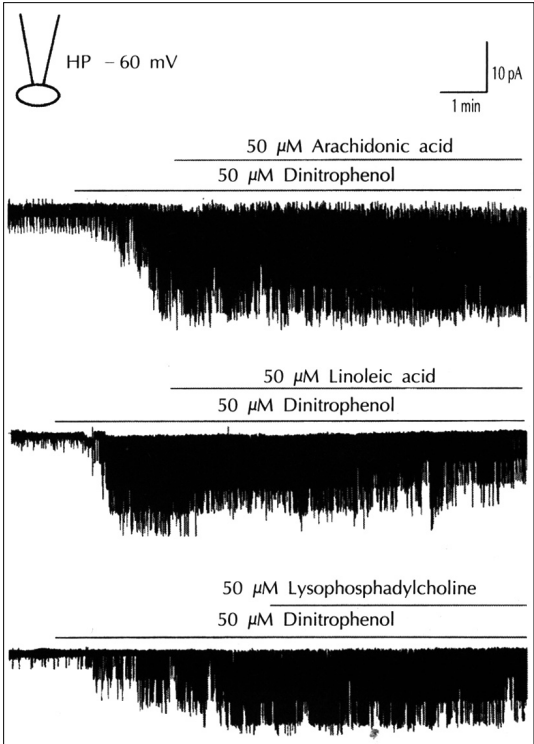 HP – 60 mV
10 pA
1 min
50 µM Arachidonic acid
50 µM Dinitrophenol
50 µM Linoleic acid
50 µM Dinitrophenol
50 µM Lysophosphadylcholine
50 µM Dinitrophenol